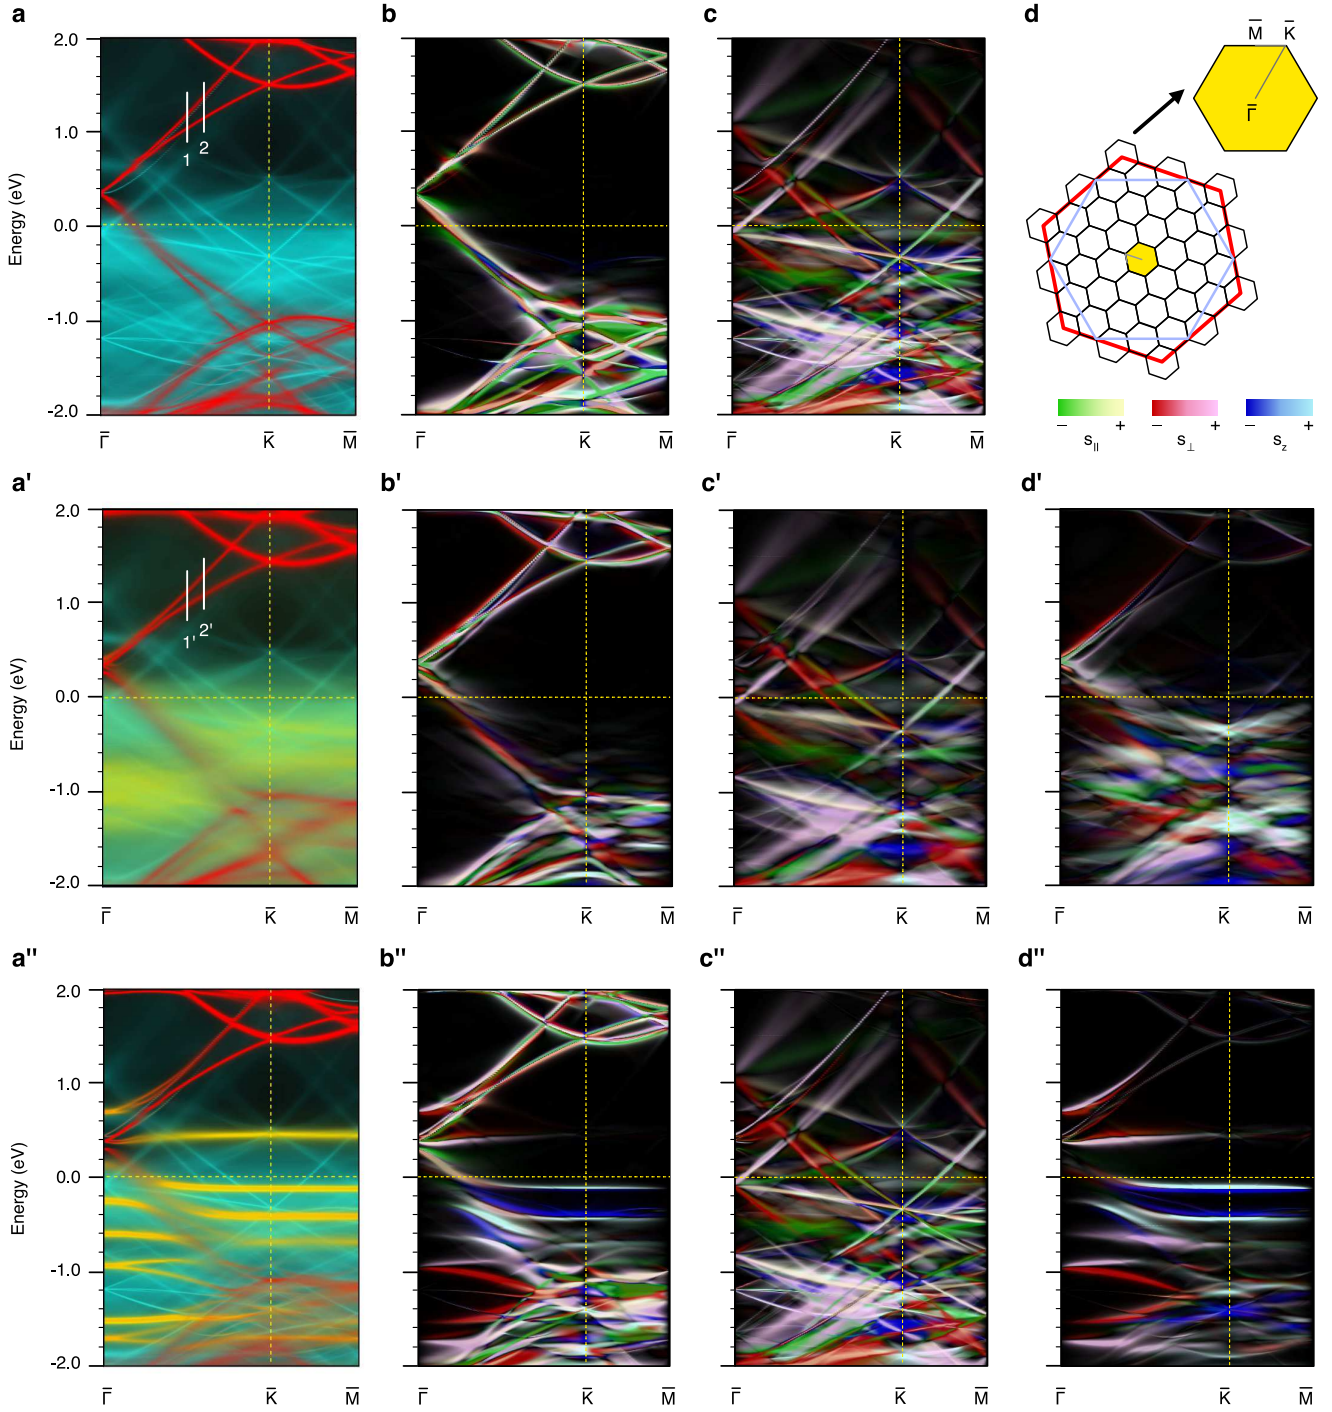 a
b
c
d
M̅ K̅
Γ̅
Energy (eV)
2.0
1.0
0.0
-1.0
-2.0
1 2
Γ̅ K̅ M̅
Γ̅ K̅ M̅
Γ̅ K̅ M̅
− + − + − +
s|| s⊥ sz
a'
b'
c'
d'
Energy (eV)
2.0
1.0
0.0
-1.0
-2.0
1' 2'
Γ̅ K̅ M̅
Γ̅ K̅ M̅
Γ̅ K̅ M̅
Γ̅ K̅ M̅
a''
b''
c''
d''
Energy (eV)
2.0
1.0
0.0
-1.0
-2.0
Γ̅ K̅ M̅
Γ̅ K̅ M̅
Γ̅ K̅ M̅
Γ̅ K̅ M̅